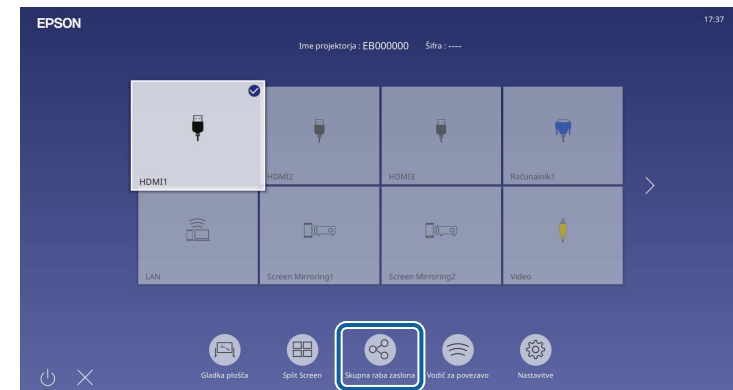 EPSON
17:37
Ime projektorja : EB000000 Šifra : ----
HDMI1
HDMI2
HDMI3
Računalnik1
LAN
Screen Mirroring1
Screen Mirroring2
Video
Gladka plošča
Split Screen
Skupna raba zaslona
Vodič za povezavo
Nastavitve